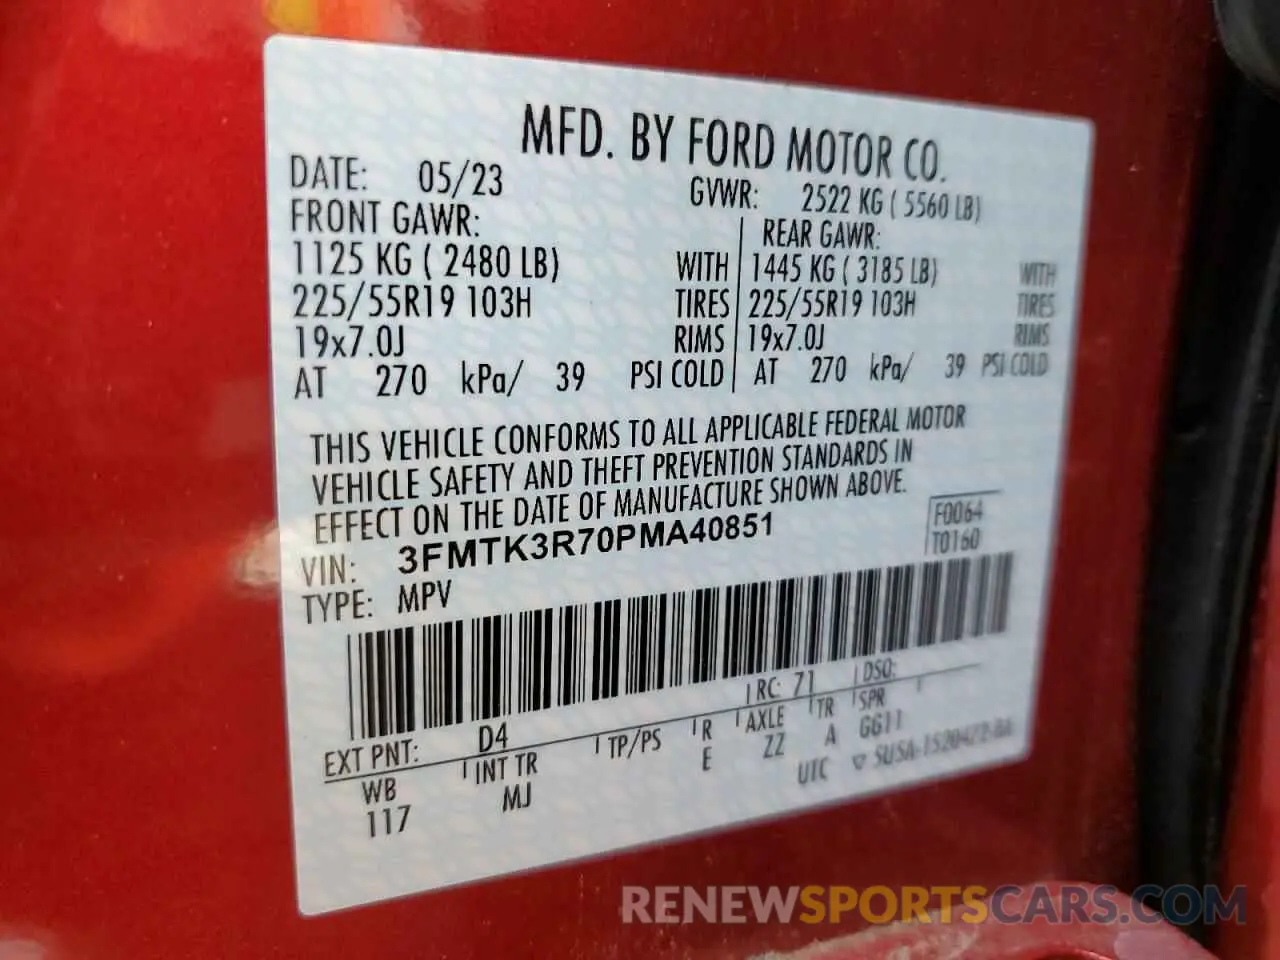 MFD. BY FORD MOTOR CO.
DATE: 05/23 GVWR: 2522 KG ( 5560 LB)
FRONT GAWR: REAR GAWR:
1125 KG ( 2480 LB) WITH 1445 KG ( 3185 LB) WITH
225/55R19 103H TIRES 225/55R19 103H TIRES
19x7.0J RIMS 19x7.0J RIMS
AT 270 kPa/ 39 PSI COLD AT 270 kPa/ 39 PSI COLD
THIS VEHICLE CONFORMS TO ALL APPLICABLE FEDERAL MOTOR
VEHICLE SAFETY AND THEFT PREVENTION STANDARDS IN
EFFECT ON THE DATE OF MANUFACTURE SHOWN ABOVE.
F0064
VIN: 3FMTK3R70PMA40851
T0160
TYPE: MPV
EXT PNT: D4 RC: 71 DSO:
WB INT TR TP/PS R AXLE TR SPR
117 MJ E ZZ A GG11
UTC
RENEWSPORTSCARS.COM